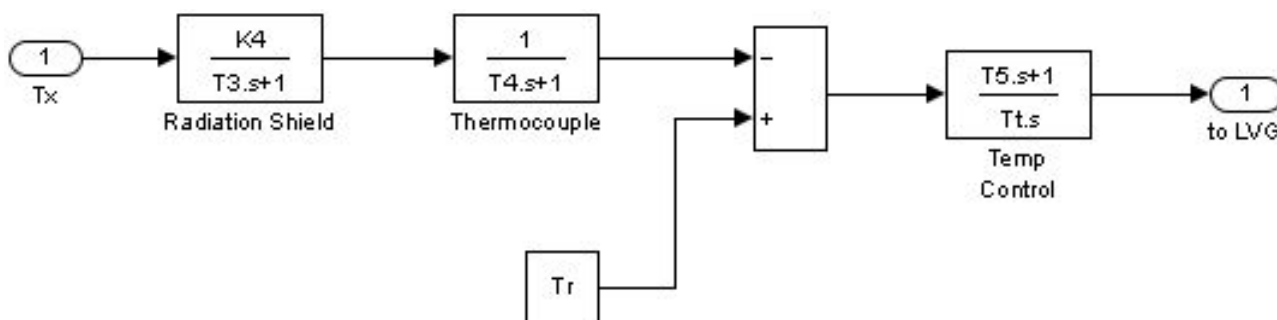 1
Tx
K4
T3.s+1
Radiation Shield
1
T4.s+1
Thermocouple
−
+
Tr
T5.s+1
Tt.s
Temp
Control
1
to LVG